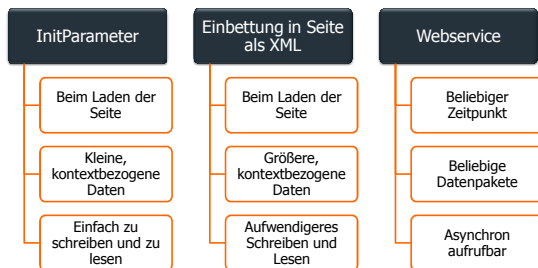 InitParameter
Beim Laden der
Seite
Kleine,
kontextbezogene
Daten
Einfach zu
schreiben und zu
lesen
Einbettung in Seite
als XML
Beim Laden der
Seite
Größere,
kontextbezogene
Daten
Aufwendigeres
Schreiben und
Lesen
Webservice
Beliebiger
Zeitpunkt
Beliebige
Datenpakete
Asynchron
aufrufbar